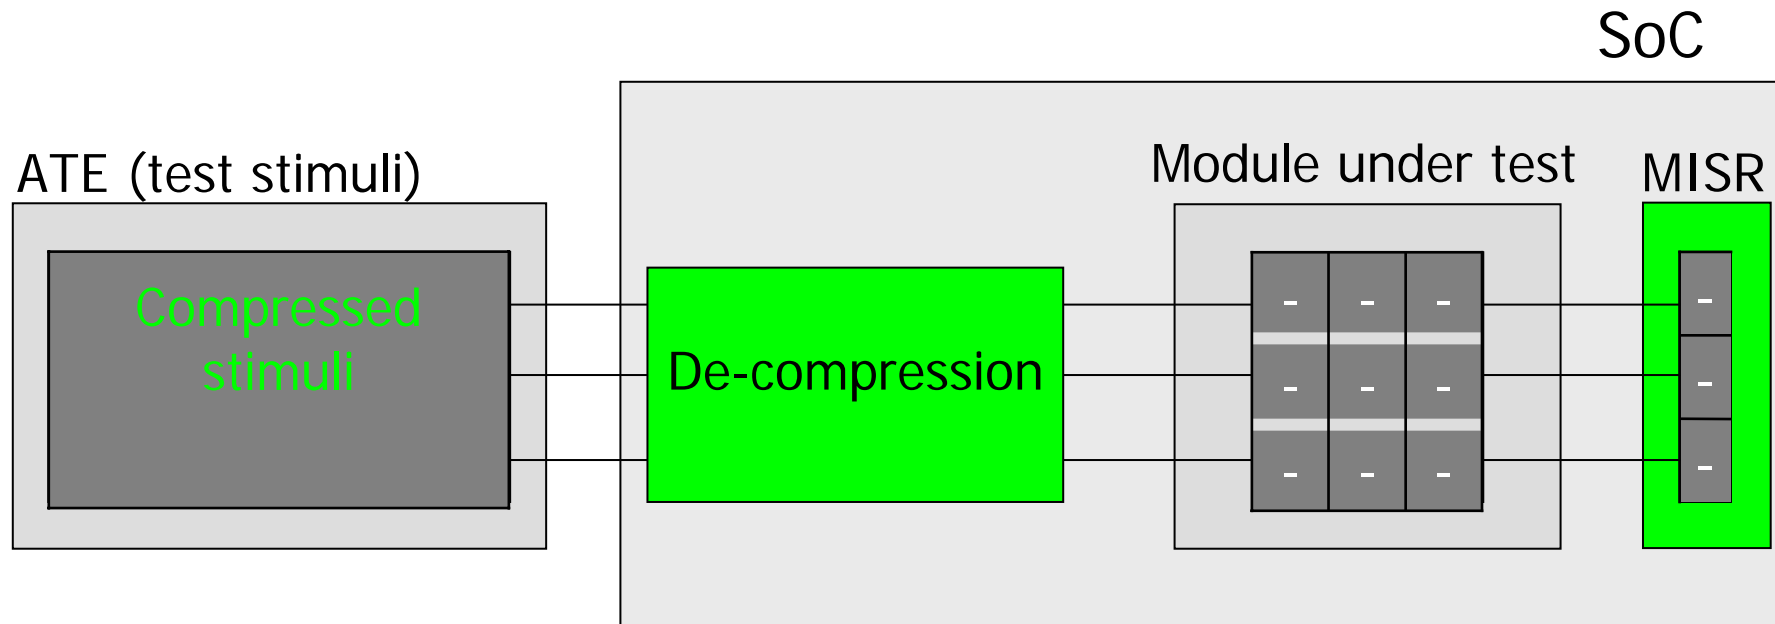 SoC
ATE (test stimuli)
Module under test
MISR
Compressed
stimuli
De-compression
- - -
- - -
- - -
-
-
-